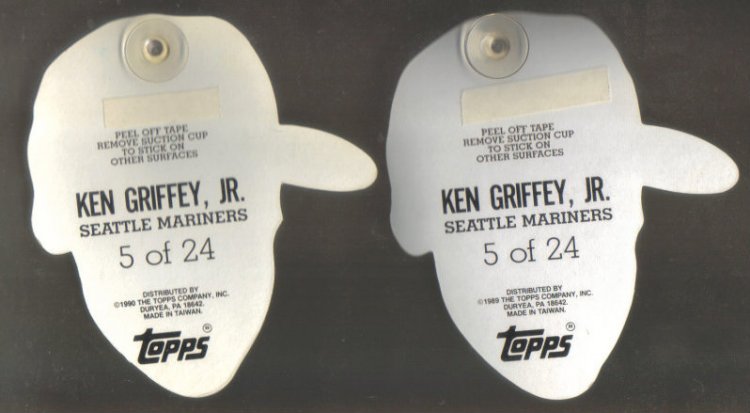 PEEL OFF TAPE
REMOVE SUCTION CUP
TO STICK ON
OTHER SURFACES
KEN GRIFFEY, JR.
SEATTLE MARINERS
5 of 24
DISTRIBUTED BY
©1990 THE TOPPS COMPANY, INC.
DURYEA, PA 18642.
MADE IN TAIWAN.
TOPPS ®
PEEL OFF TAPE
REMOVE SUCTION CUP
TO STICK ON
OTHER SURFACES
KEN GRIFFEY, JR.
SEATTLE MARINERS
5 of 24
DISTRIBUTED BY
©1989 THE TOPPS COMPANY, INC.
DURYEA, PA 18642.
MADE IN TAIWAN.
TOPPS ®